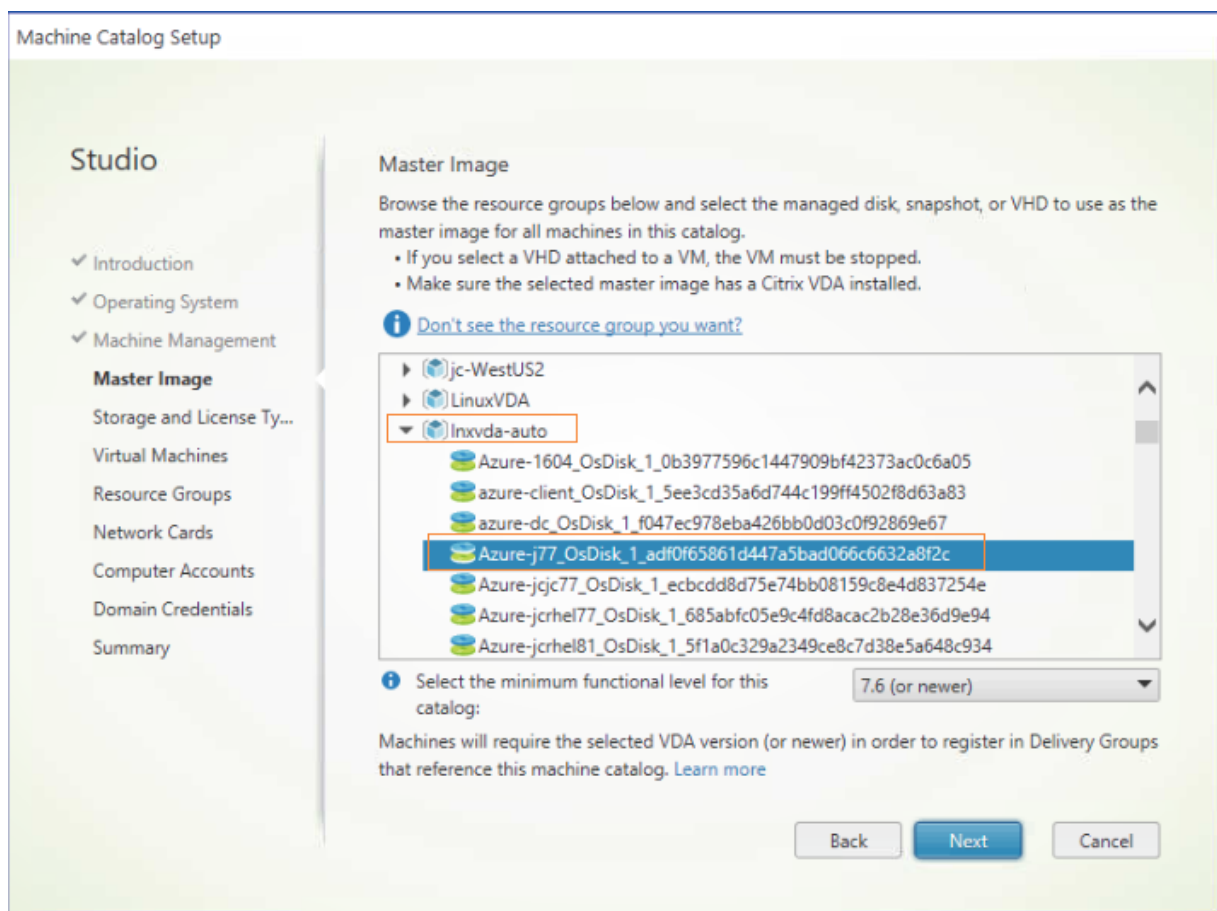 Machine Catalog Setup
Studio
Introduction
Operating System
Machine Management
Master Image
Storage and License Ty...
Virtual Machines
Resource Groups
Network Cards
Computer Accounts
Domain Credentials
Summary
Master Image
Browse the resource groups below and select the managed disk, snapshot, or VHD to use as the
master image for all machines in this catalog.
• If you select a VHD attached to a VM, the VM must be stopped.
• Make sure the selected master image has a Citrix VDA installed.
Don't see the resource group you want?
jc-WestUS2
LinuxVDA
lnxvda-auto
Azure-1604_OsDisk_1_0b3977596c1447909bf42373ac0c6a05
azure-client_OsDisk_1_5ee3cd35a6d744c199ff4502f8d63a83
azure-dc_OsDisk_1_f047ec978eba426bb0d03c0f92869e67
Azure-j77_OsDisk_1_adf0f65861d447a5bad066c6632a8f2c
Azure-jcjc77_OsDisk_1_ecbcdd8d75e74bb08159c8e4d837254e
Azure-jcrhel77_OsDisk_1_685abfc05e9c4fd8acac2b28e36d9e94
Azure-jcrhel81_OsDisk_1_5f1a0c329a2349ce8c7d38e5a648c934
Select the minimum functional level for this
catalog:
7.6 (or newer)
Machines will require the selected VDA version (or newer) in order to register in Delivery Groups
that reference this machine catalog. Learn more
Back
Next
Cancel